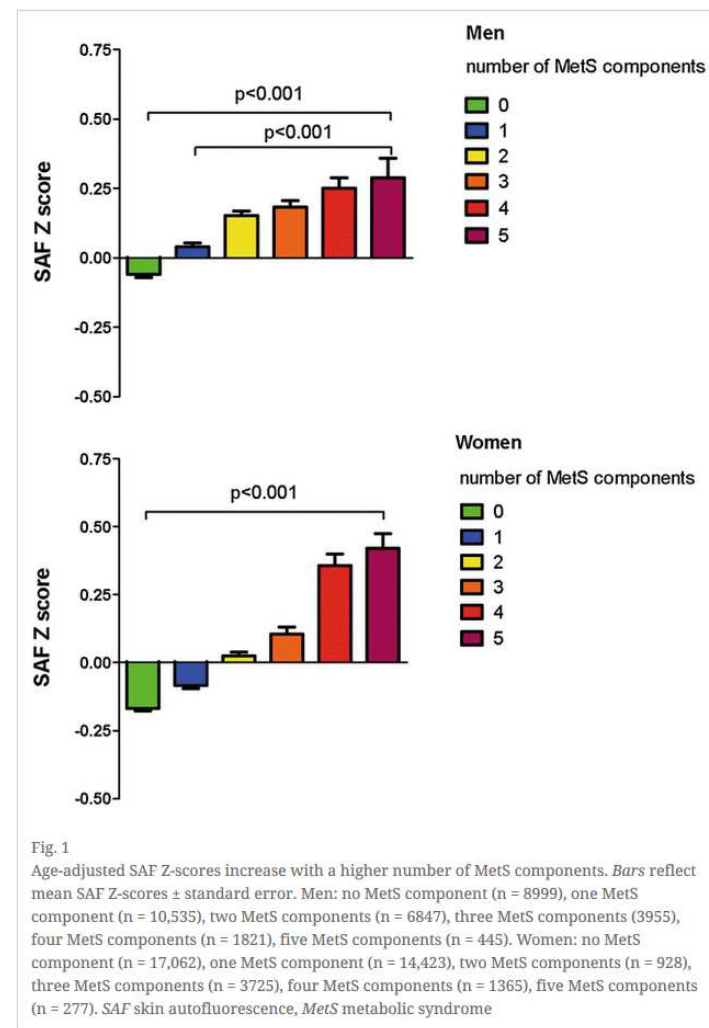 Men
number of MetS components
0
1
2
3
4
5
0.75
0.50
0.25
0.00
-0.25
-0.50
SAF Z score
p<0.001
p<0.001
Women
number of MetS components
0
1
2
3
4
5
0.75
0.50
0.25
0.00
-0.25
-0.50
SAF Z score
p<0.001
Fig. 1
Age-adjusted SAF Z-scores increase with a higher number of MetS components. Bars reflect
mean SAF Z-scores ± standard error. Men: no MetS component (n = 8999), one MetS
component (n = 10,535), two MetS components (n = 6847), three MetS components (3955),
four MetS components (n = 1821), five MetS components (n = 445). Women: no MetS
component (n = 17,062), one MetS component (n = 14,423), two MetS components (n = 928),
three MetS components (n = 3725), four MetS components (n = 1365), five MetS components
(n = 277). SAF skin autofluorescence, MetS metabolic syndrome